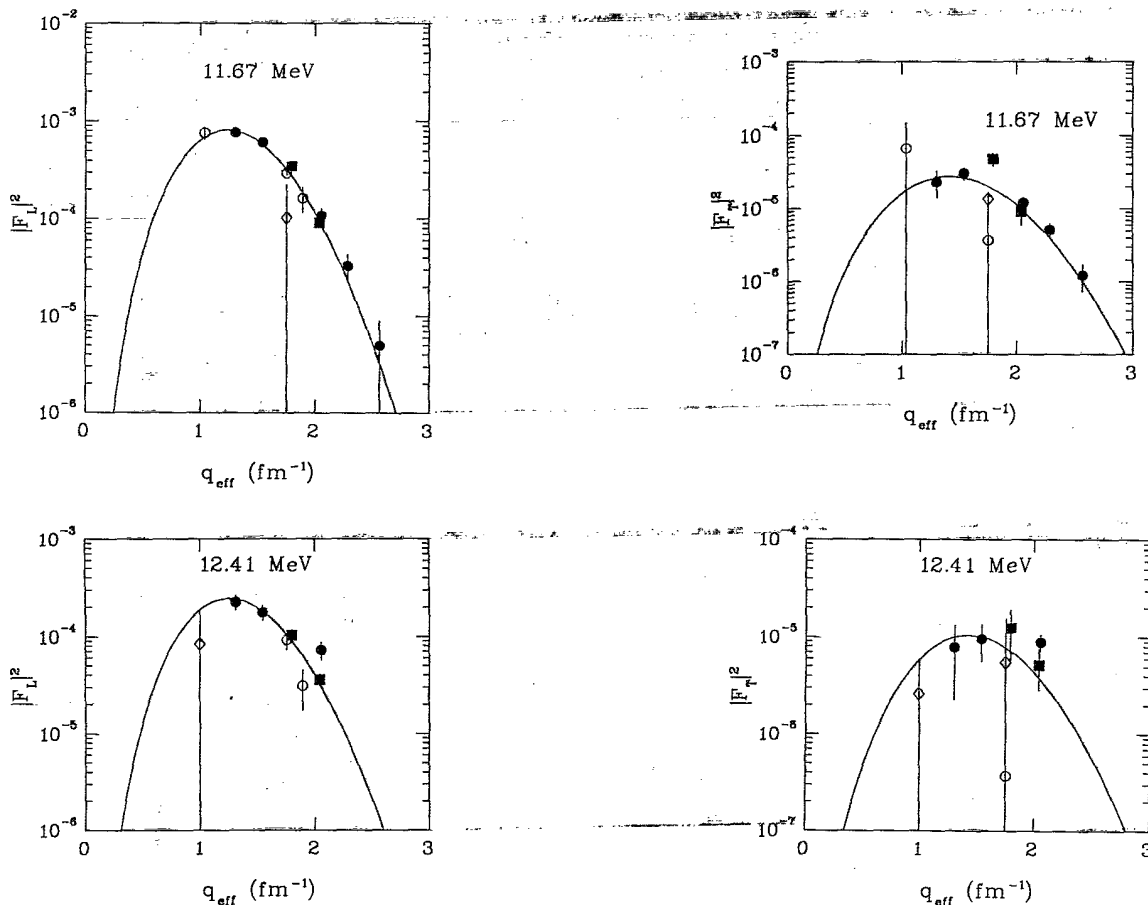 10⁻²
11.67 MeV
10⁻³
|F_L|²
10⁻⁴
10⁻⁵
10⁻⁶
0 1 2 3
q_eff (fm⁻¹)
10⁻³
11.67 MeV
10⁻⁴
|F_T|²
10⁻⁵
10⁻⁶
10⁻⁷
0 1 2 3
q_eff (fm⁻¹)
10⁻³
12.41 MeV
10⁻⁴
|F_L|²
10⁻⁵
10⁻⁶
0 1 2 3
q_eff (fm⁻¹)
10⁻⁴
12.41 MeV
10⁻⁵
|F_T|²
10⁻⁶
10⁻⁷
0 1 2 3
q_eff (fm⁻¹)